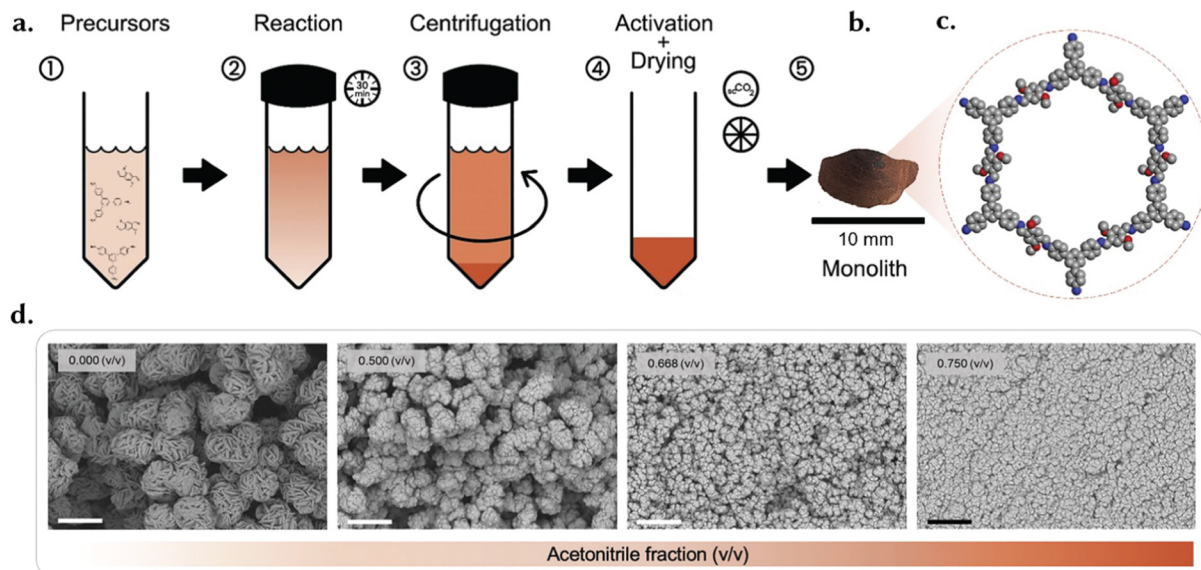 a.
Precursors
Reaction
Centrifugation
Activation
+
Drying
b.
c.
①
②
30
min
③
④
scCO₂
⑤
10 mm
Monolith
d.
0.000 (v/v)
0.500 (v/v)
0.668 (v/v)
0.750 (v/v)
Acetonitrile fraction (v/v)